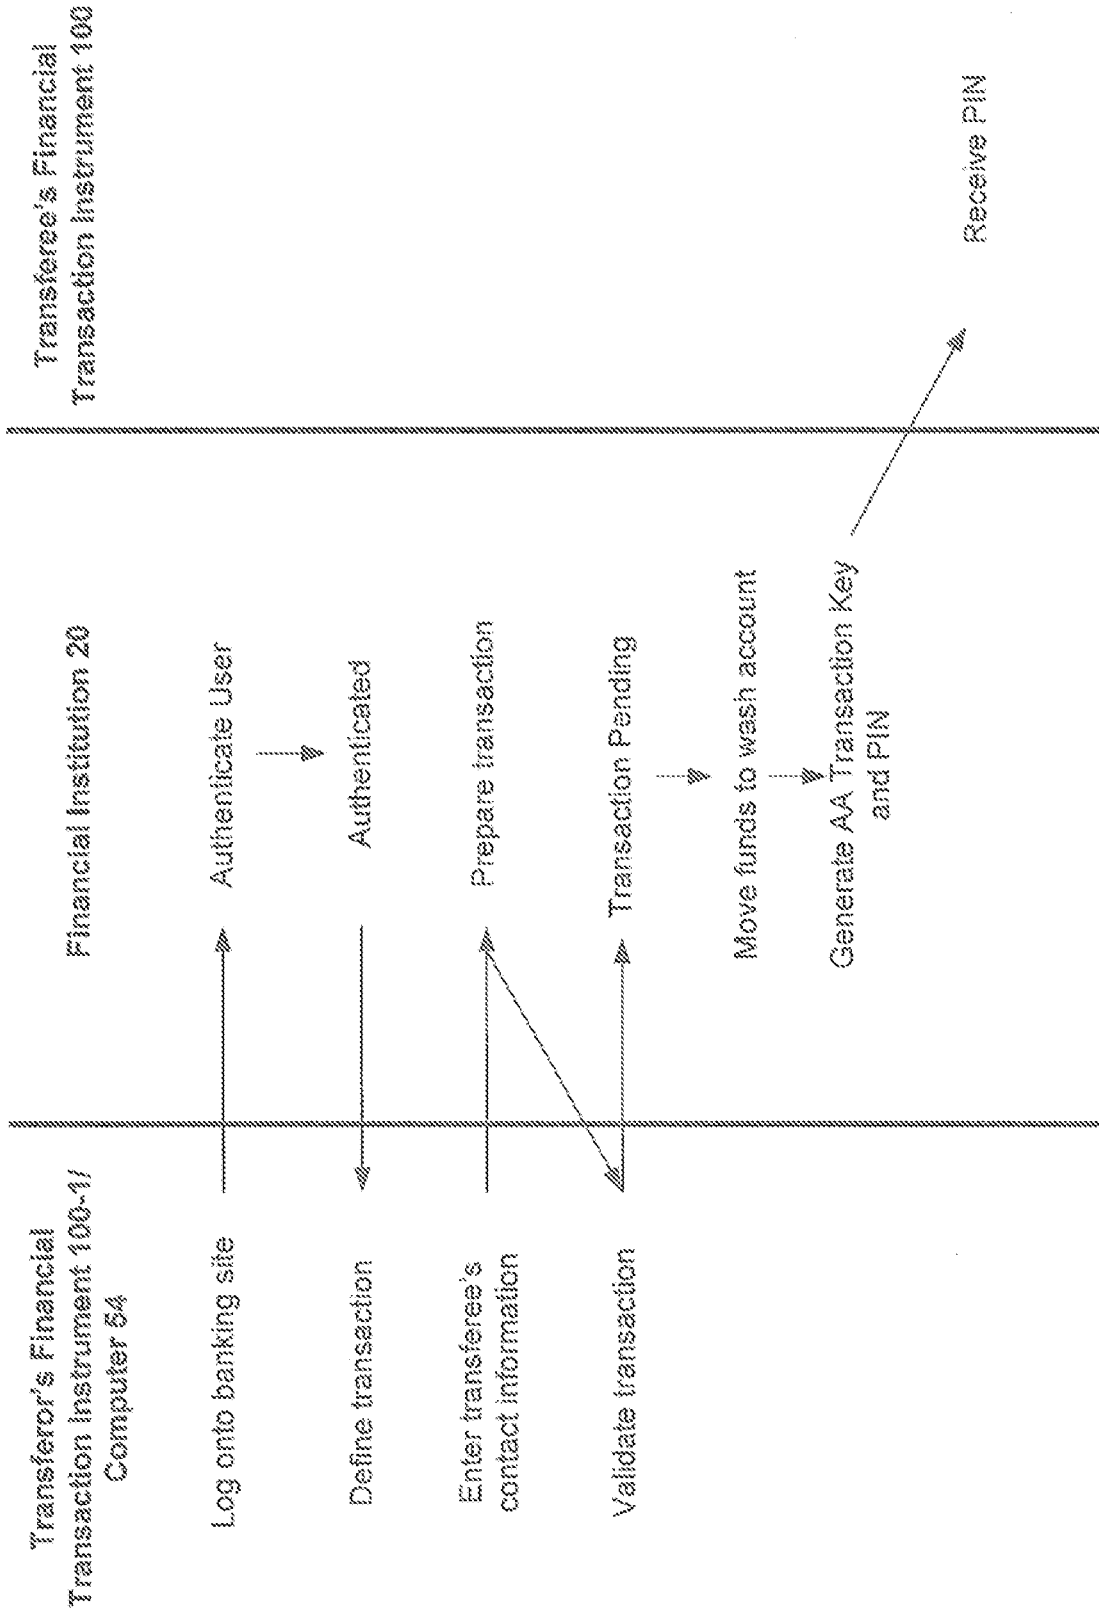 Transferor's Financial
Transaction Instrument 100-1/
Computer 54
Financial Institution 20
Transferee's Financial
Transaction Instrument 100
Log onto banking site
Authenticate User
Define transaction
Authenticated
Enter transferee's
contact information
Prepare transaction
Validate transaction
Transaction Pending
Move funds to wash account
Generate AA Transaction Key
and PIN
Receive PIN